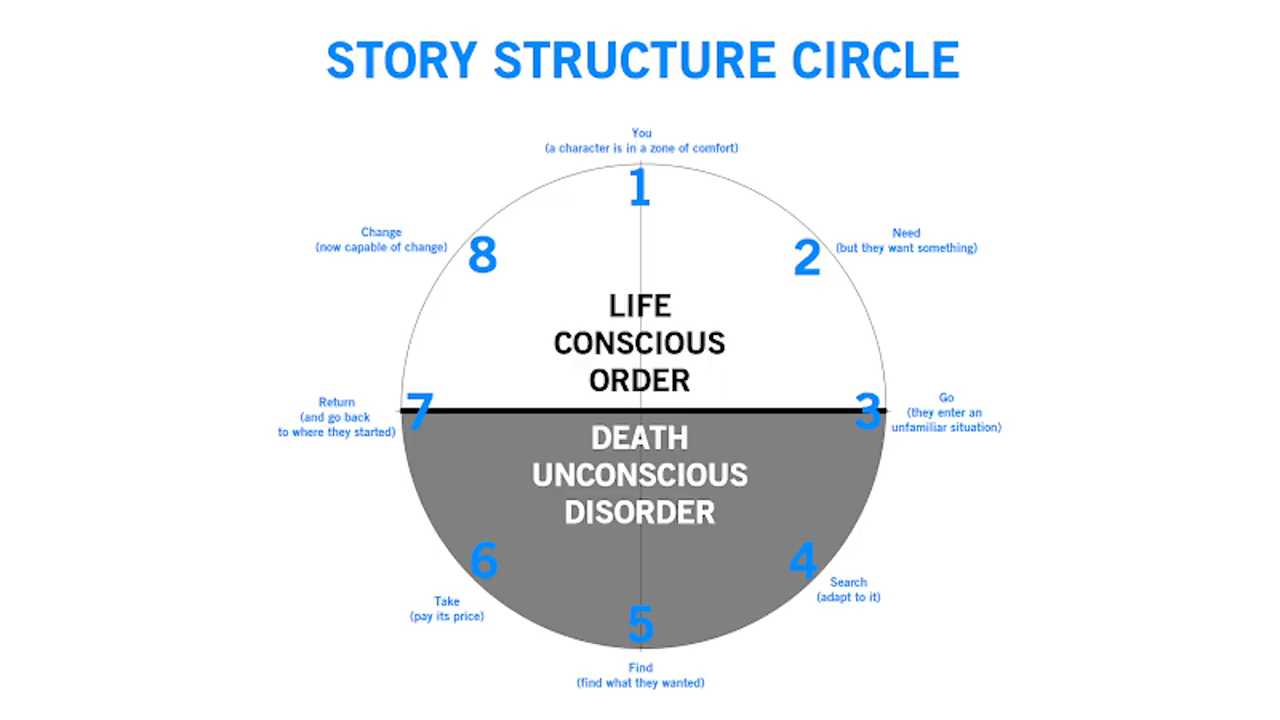 STORY STRUCTURE CIRCLE
You
(a character is in a zone of comfort)
1
Need
(but they want something)
2
Go
(they enter an
unfamiliar situation)
3
Search
(adapt to it)
4
Find
(find what they wanted)
5
Take
(pay its price)
6
Return
(and go back
to where they started)
7
Change
(now capable of change)
8
LIFE
CONSCIOUS
ORDER
DEATH
UNCONSCIOUS
DISORDER